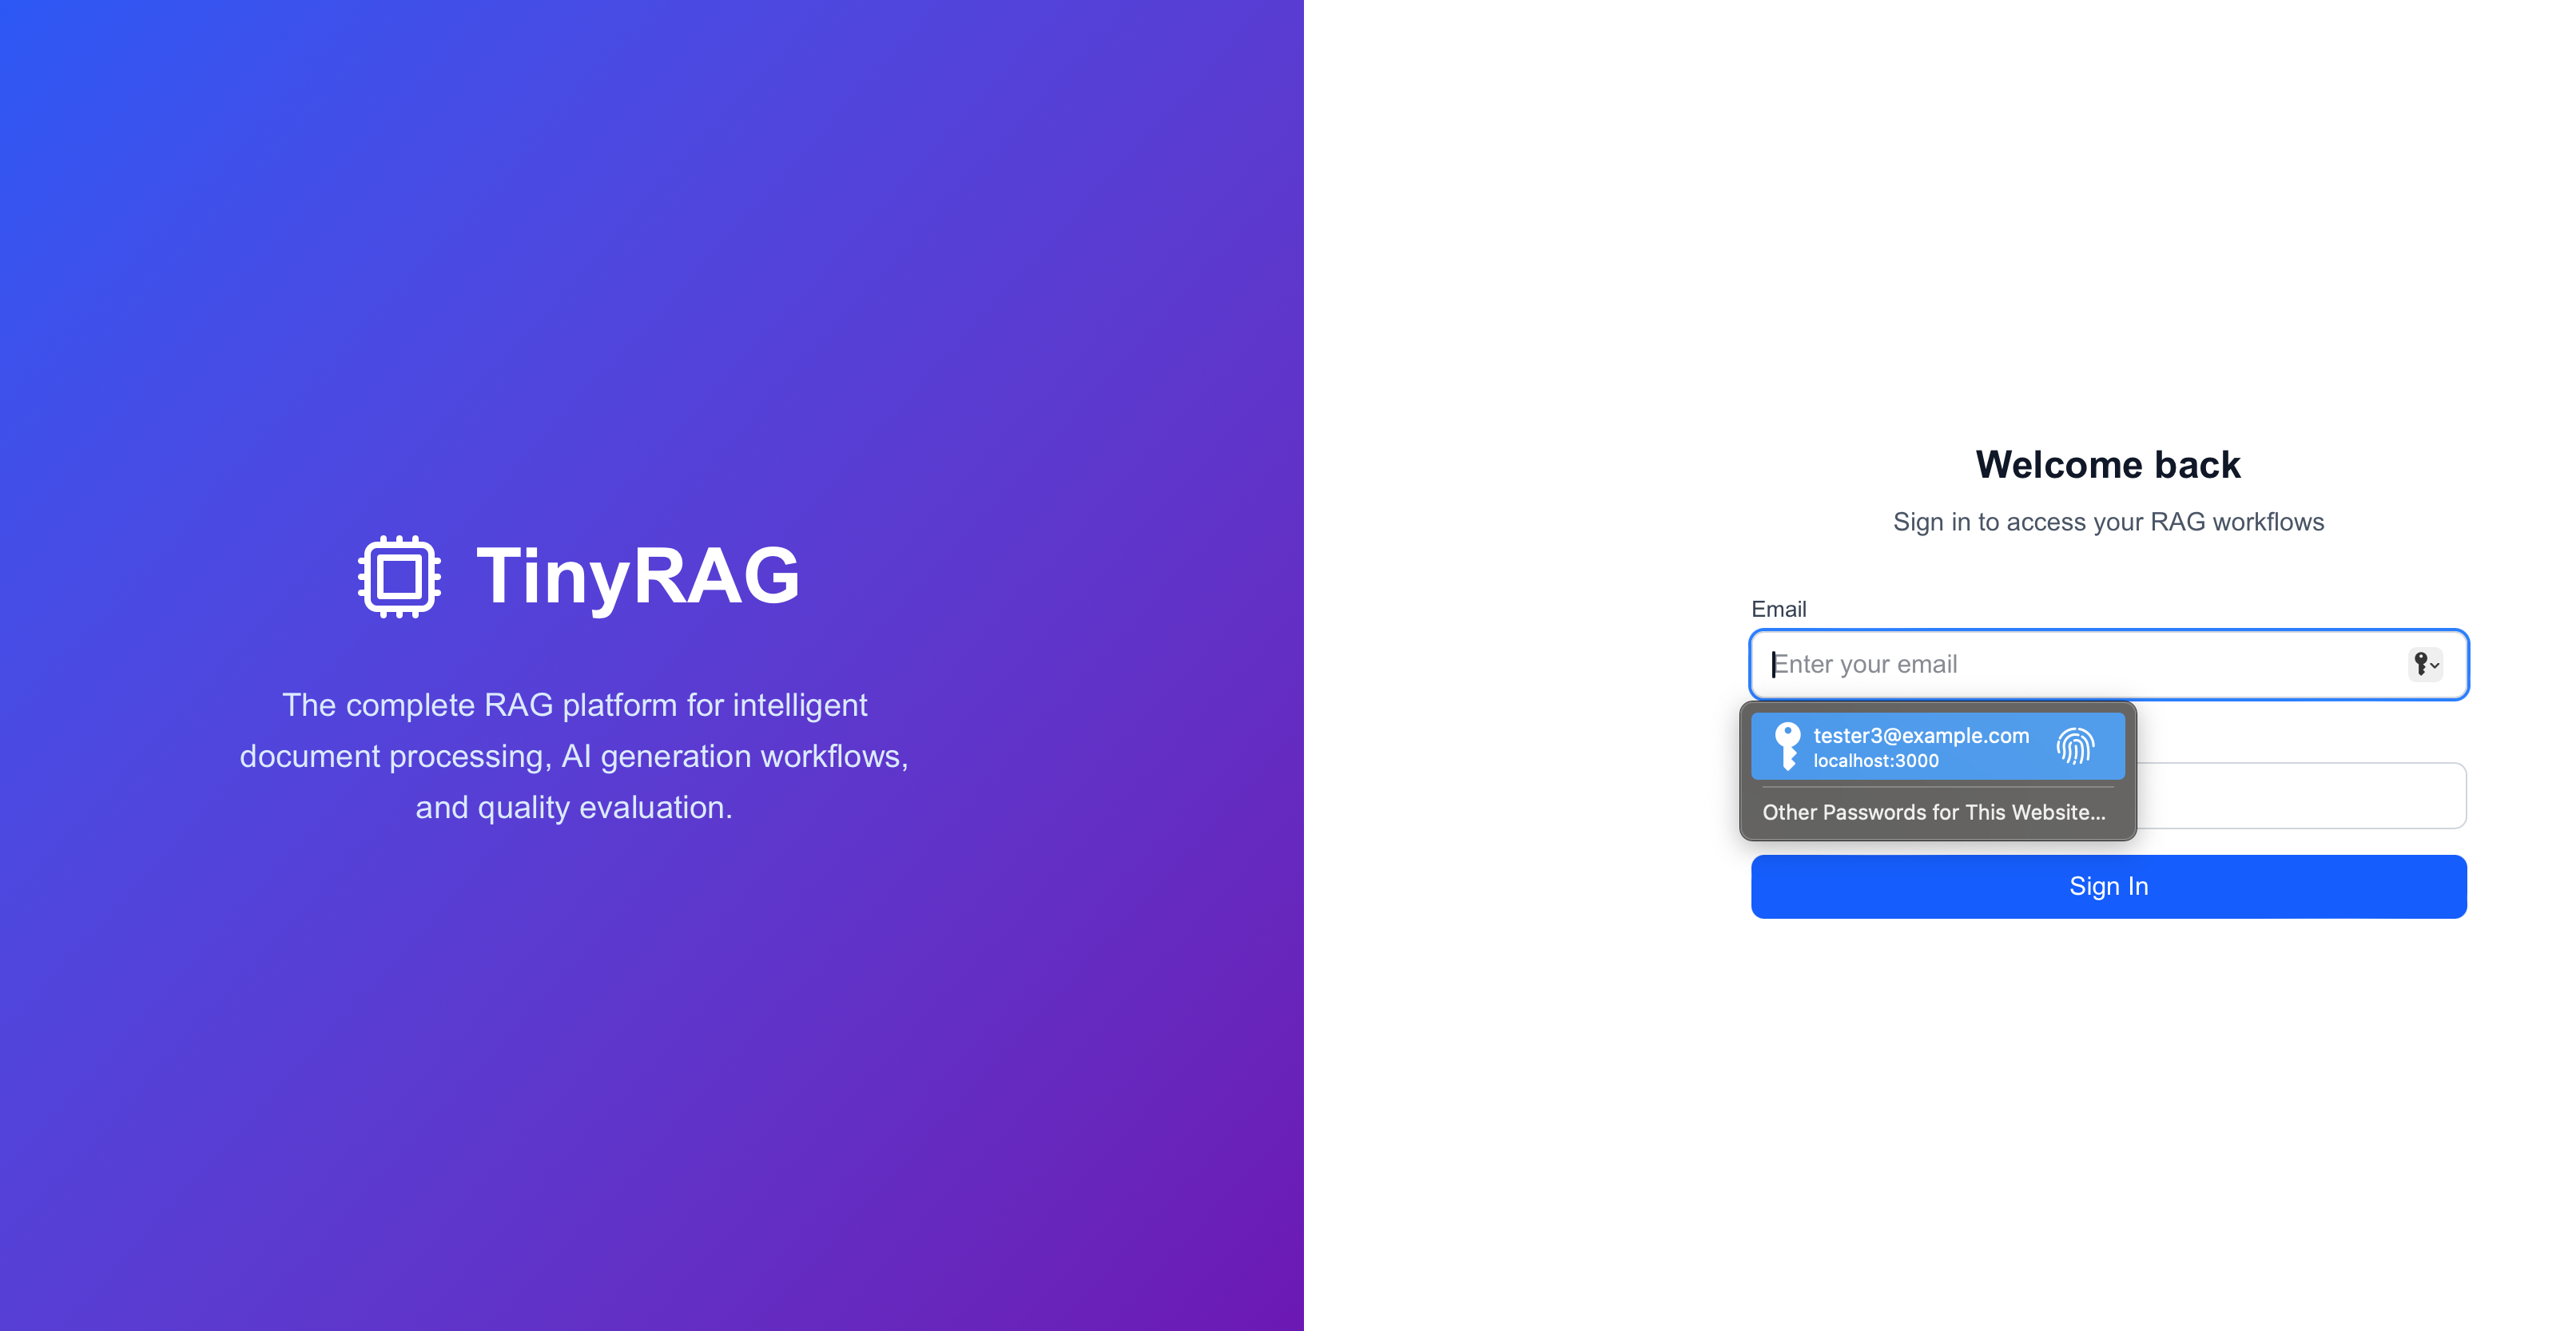 TinyRAG
The complete RAG platform for intelligent
document processing, AI generation workflows,
and quality evaluation.
Welcome back
Sign in to access your RAG workflows
Email
Enter your email
tester3@example.com
localhost:3000
Other Passwords for This Website...
Sign In